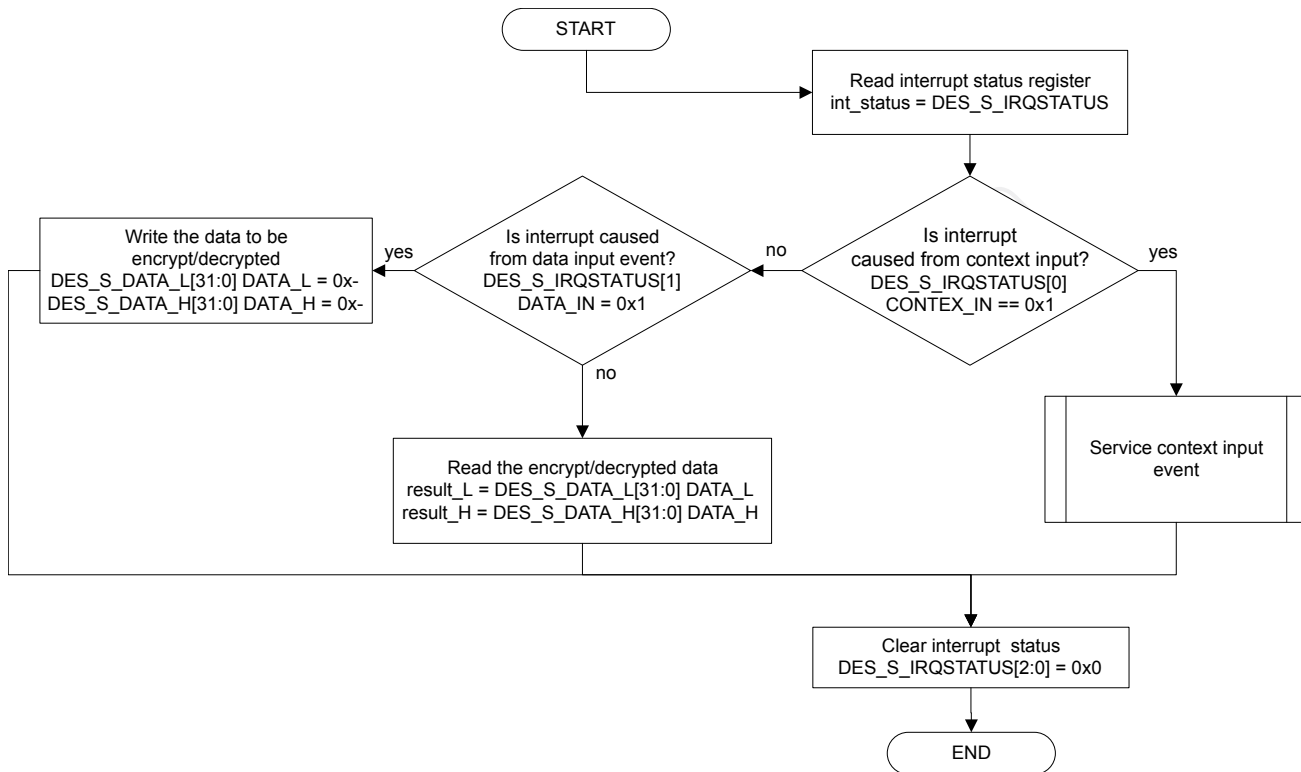 START
Read interrupt status register
int_status = DES_S_IRQSTATUS
Is interrupt
caused from context input?
DES_S_IRQSTATUS[0]
CONTEX_IN == 0x1
yes
no
Is interrupt caused
from data input event?
DES_S_IRQSTATUS[1]
DATA_IN = 0x1
yes
no
Write the data to be
encrypt/decrypted
DES_S_DATA_L[31:0] DATA_L = 0x-
DES_S_DATA_H[31:0] DATA_H = 0x-
Read the encrypt/decrypted data
result_L = DES_S_DATA_L[31:0] DATA_L
result_H = DES_S_DATA_H[31:0] DATA_H
Service context input
event
Clear interrupt  status
DES_S_IRQSTATUS[2:0] = 0x0
END